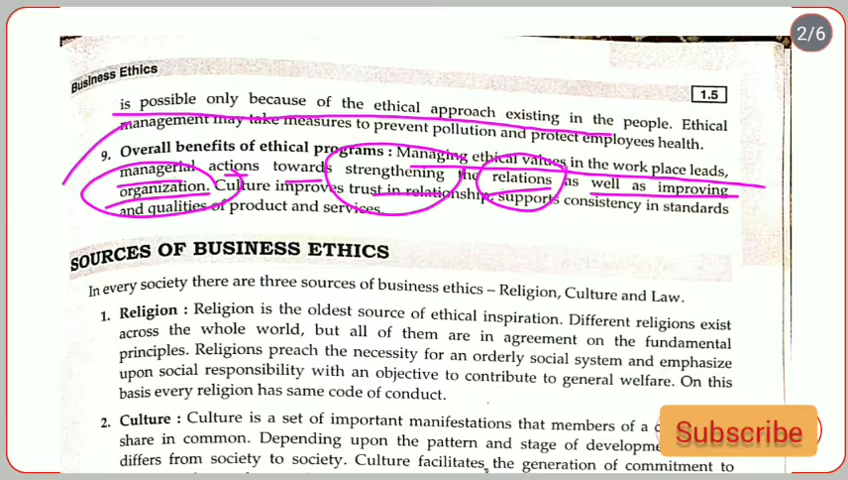 2/6
Business Ethics
1.5
is possible only because of the ethical approach existing in the people. Ethical
management may take measures to prevent pollution and protect employees health.
9. Overall benefits of ethical programs : Managing ethical values in the work place leads,
managerial actions towards strengthening the relations as well as improving
organization. Culture improves trust in relationship, supports consistency in standards
and qualities of product and services.
SOURCES OF BUSINESS ETHICS
In every society there are three sources of business ethics – Religion, Culture and Law.
1. Religion : Religion is the oldest source of ethical inspiration. Different religions exist
across the whole world, but all of them are in agreement on the fundamental
principles. Religions preach the necessity for an orderly social system and emphasize
upon social responsibility with an objective to contribute to general welfare. On this
basis every religion has same code of conduct.
2. Culture : Culture is a set of important manifestations that members of a
share in common. Depending upon the pattern and stage of
differs from society to society. Culture facilitates the generation of commitment to
Subscribe